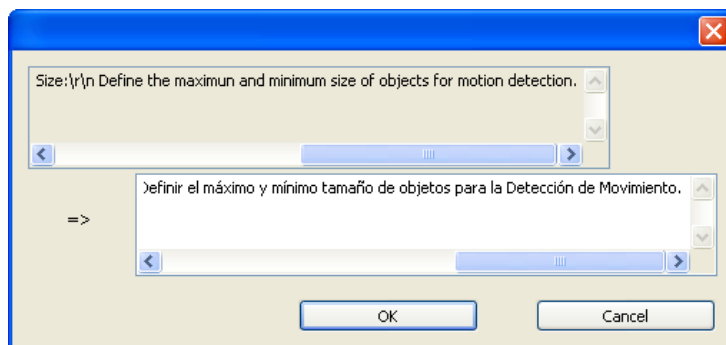 Size:\r\n Define the maximun and minimum size of objects for motion detection.
=>
Definir el máximo y mínimo tamaño de objetos para la Detección de Movimiento.
OK
Cancel